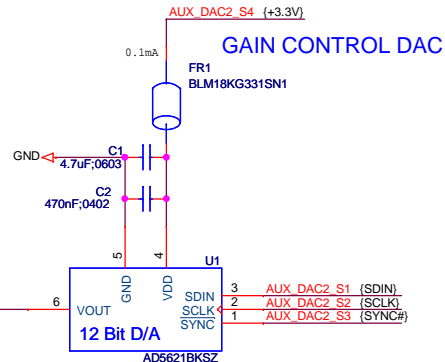 AUX_DAC2_S4 {+3.3V}
GAIN CONTROL DAC
0.1mA
FR1
BLM18KG331SN1
C1
GND
4.7uF;0603
C2
470nF;0402
5
4
U1
GND
VDD
3
AUX_DAC2_S1 {SDIN}
SDIN
6
VOUT
2
AUX_DAC2_S2 {SCLK}
SCLK
1
AUX_DAC2_S3 {SYNC#}
SYNC
12 Bit D/A
AD5621BKSZ